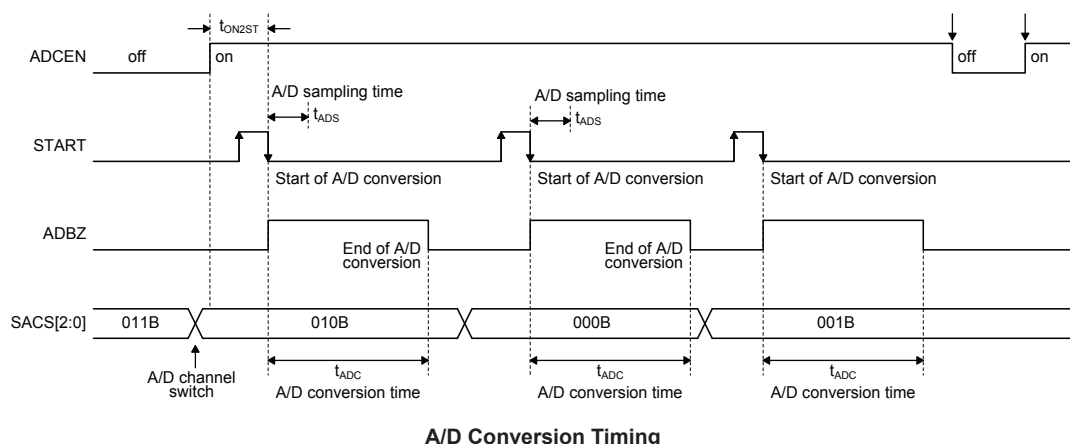 tON2ST
ADCEN off on off on
A/D sampling time A/D sampling time
tADS tADS
START
Start of A/D conversion Start of A/D conversion Start of A/D conversion
ADBZ
End of A/D conversion End of A/D conversion
SACS[2:0] 011B 010B 000B 001B
A/D channel switch
tADC tADC tADC
A/D conversion time A/D conversion time A/D conversion time
A/D Conversion Timing